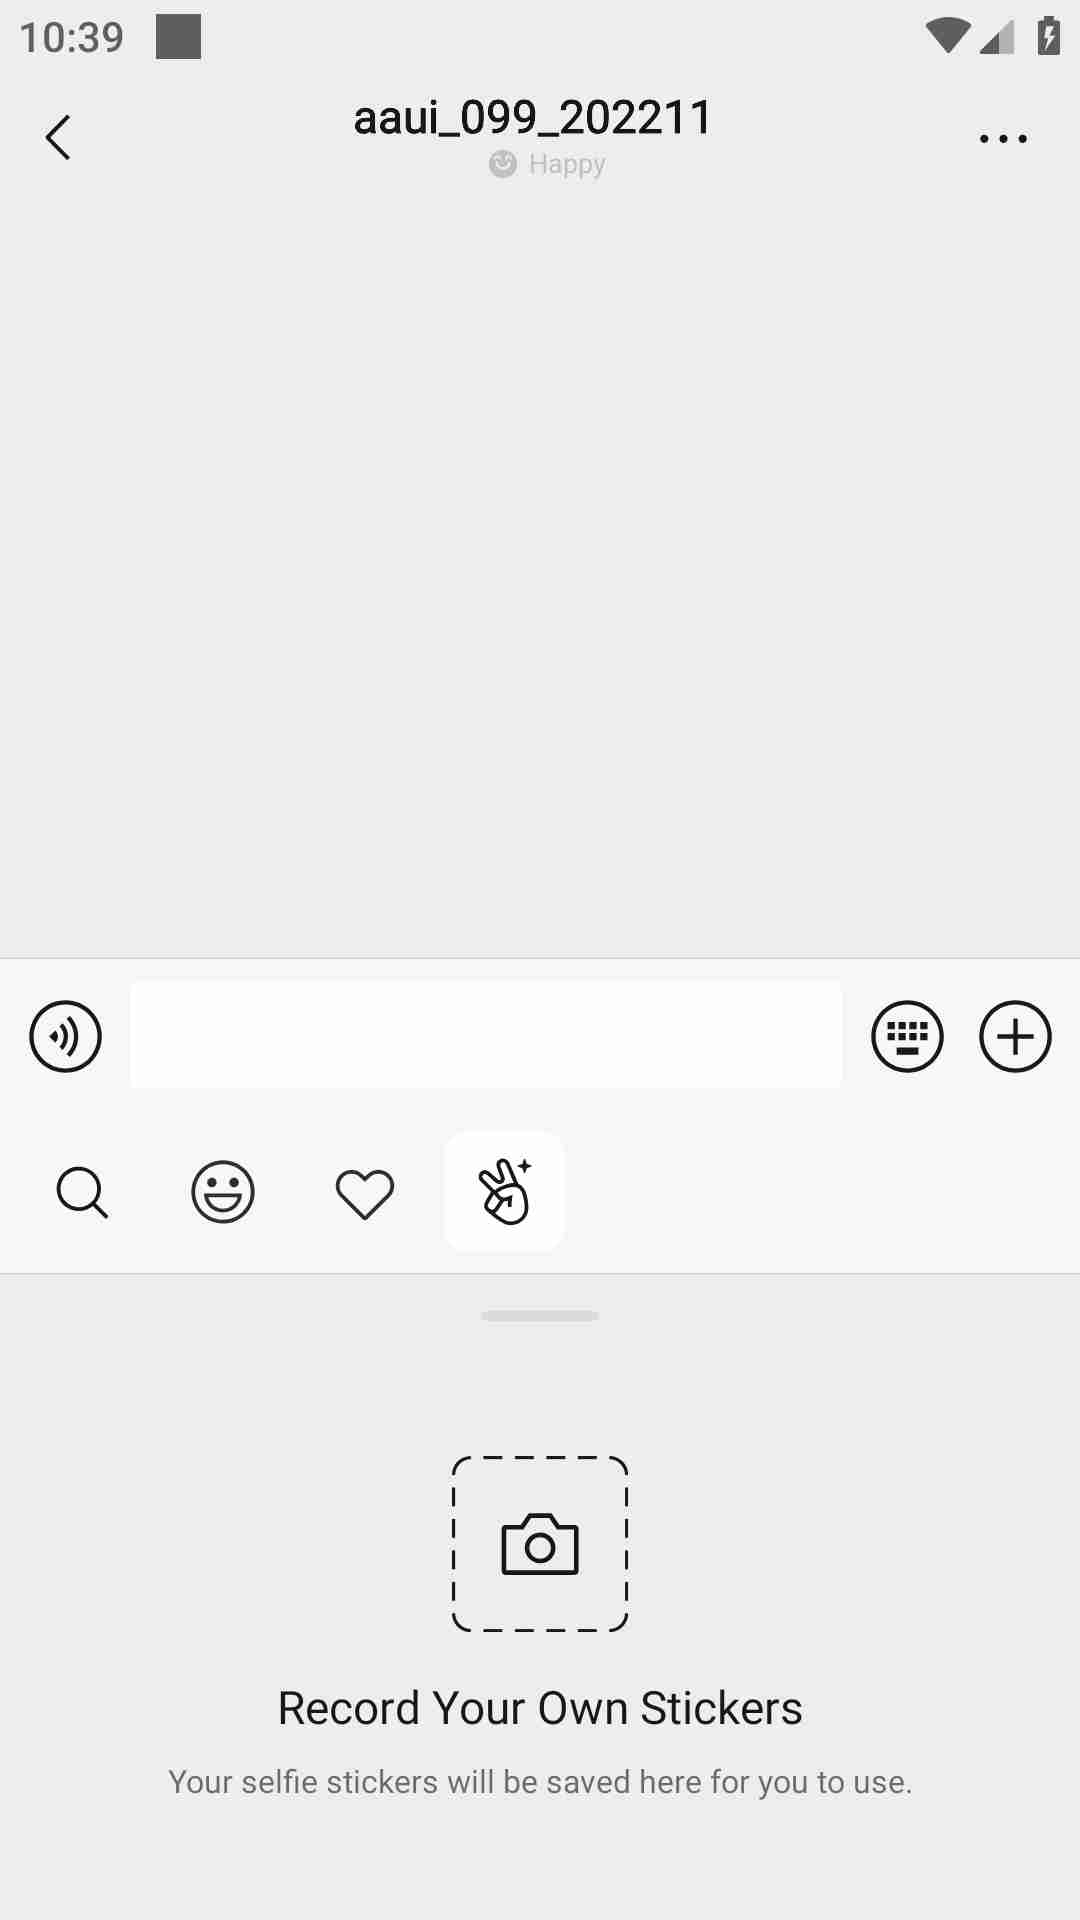 10:39
aaui_099_202211
Happy
Record Your Own Stickers
Your selfie stickers will be saved here for you to use.